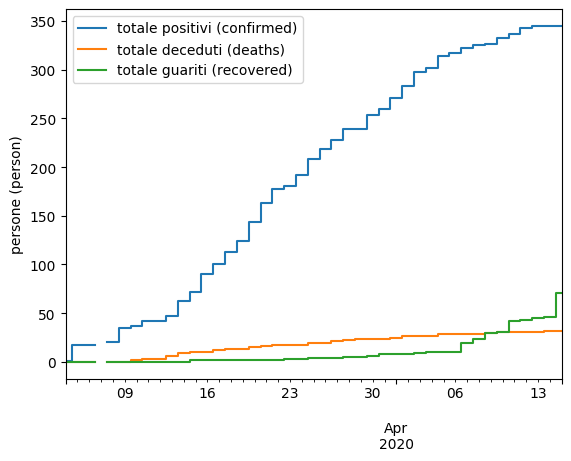 totale positivi (confirmed)
totale deceduti (deaths)
totale guariti (recovered)
persone (person)
350
300
250
200
150
100
50
0
09 16 23 30 06 13
Apr
2020